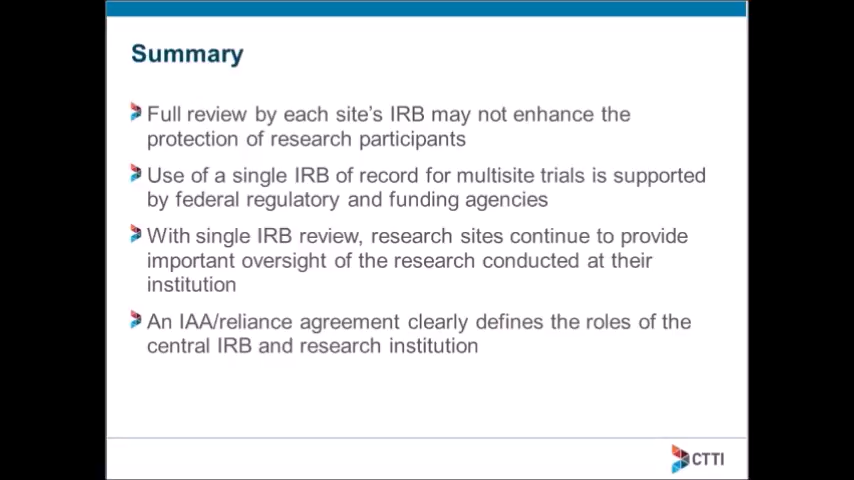 Summary
Full review by each site's IRB may not enhance the
protection of research participants
Use of a single IRB of record for multisite trials is supported
by federal regulatory and funding agencies
With single IRB review, research sites continue to provide
important oversight of the research conducted at their
institution
An IAA/reliance agreement clearly defines the roles of the
central IRB and research institution
CTTI